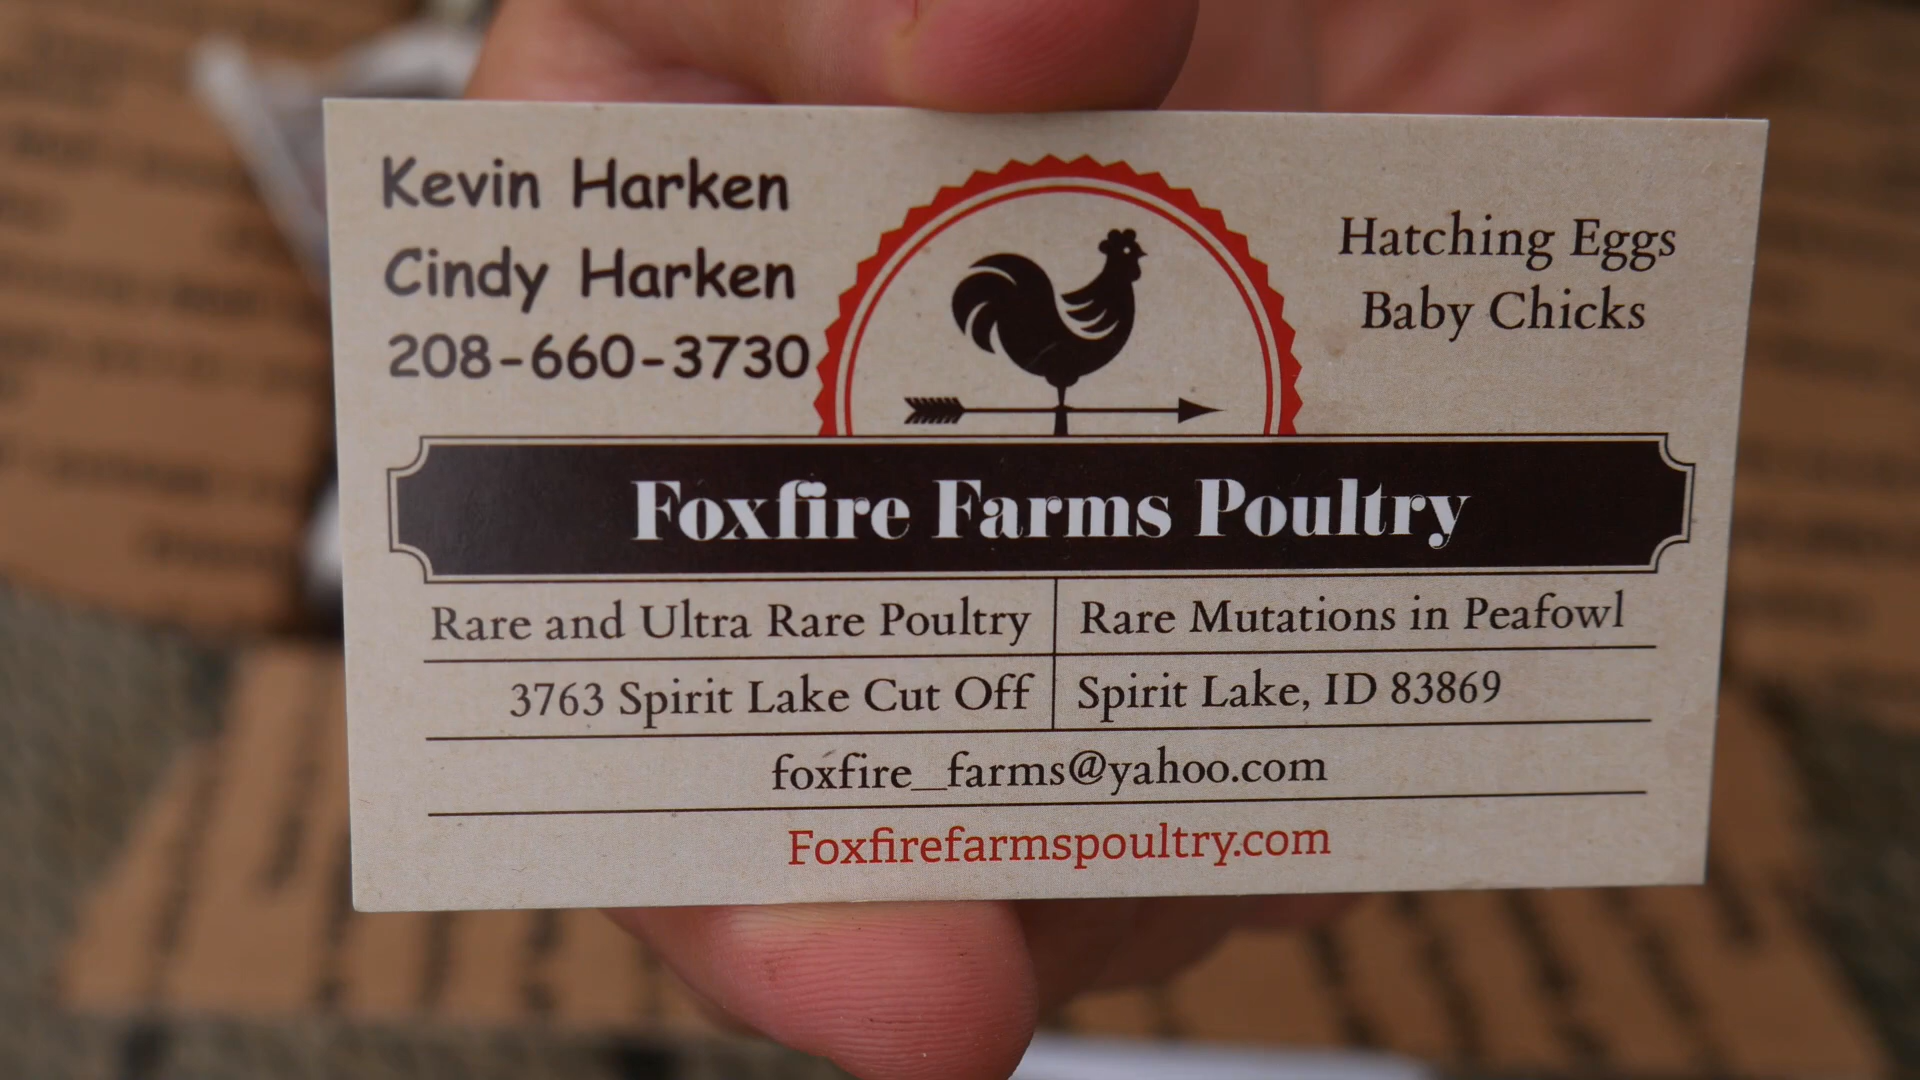 Kevin Harken
Cindy Harken
208-660-3730
Hatching Eggs
Baby Chicks
Foxfire Farms Poultry
Rare and Ultra Rare Poultry
Rare Mutations in Peafowl
3763 Spirit Lake Cut Off
Spirit Lake, ID 83869
foxfire_farms@yahoo.com
Foxfirefarmspoultry.com